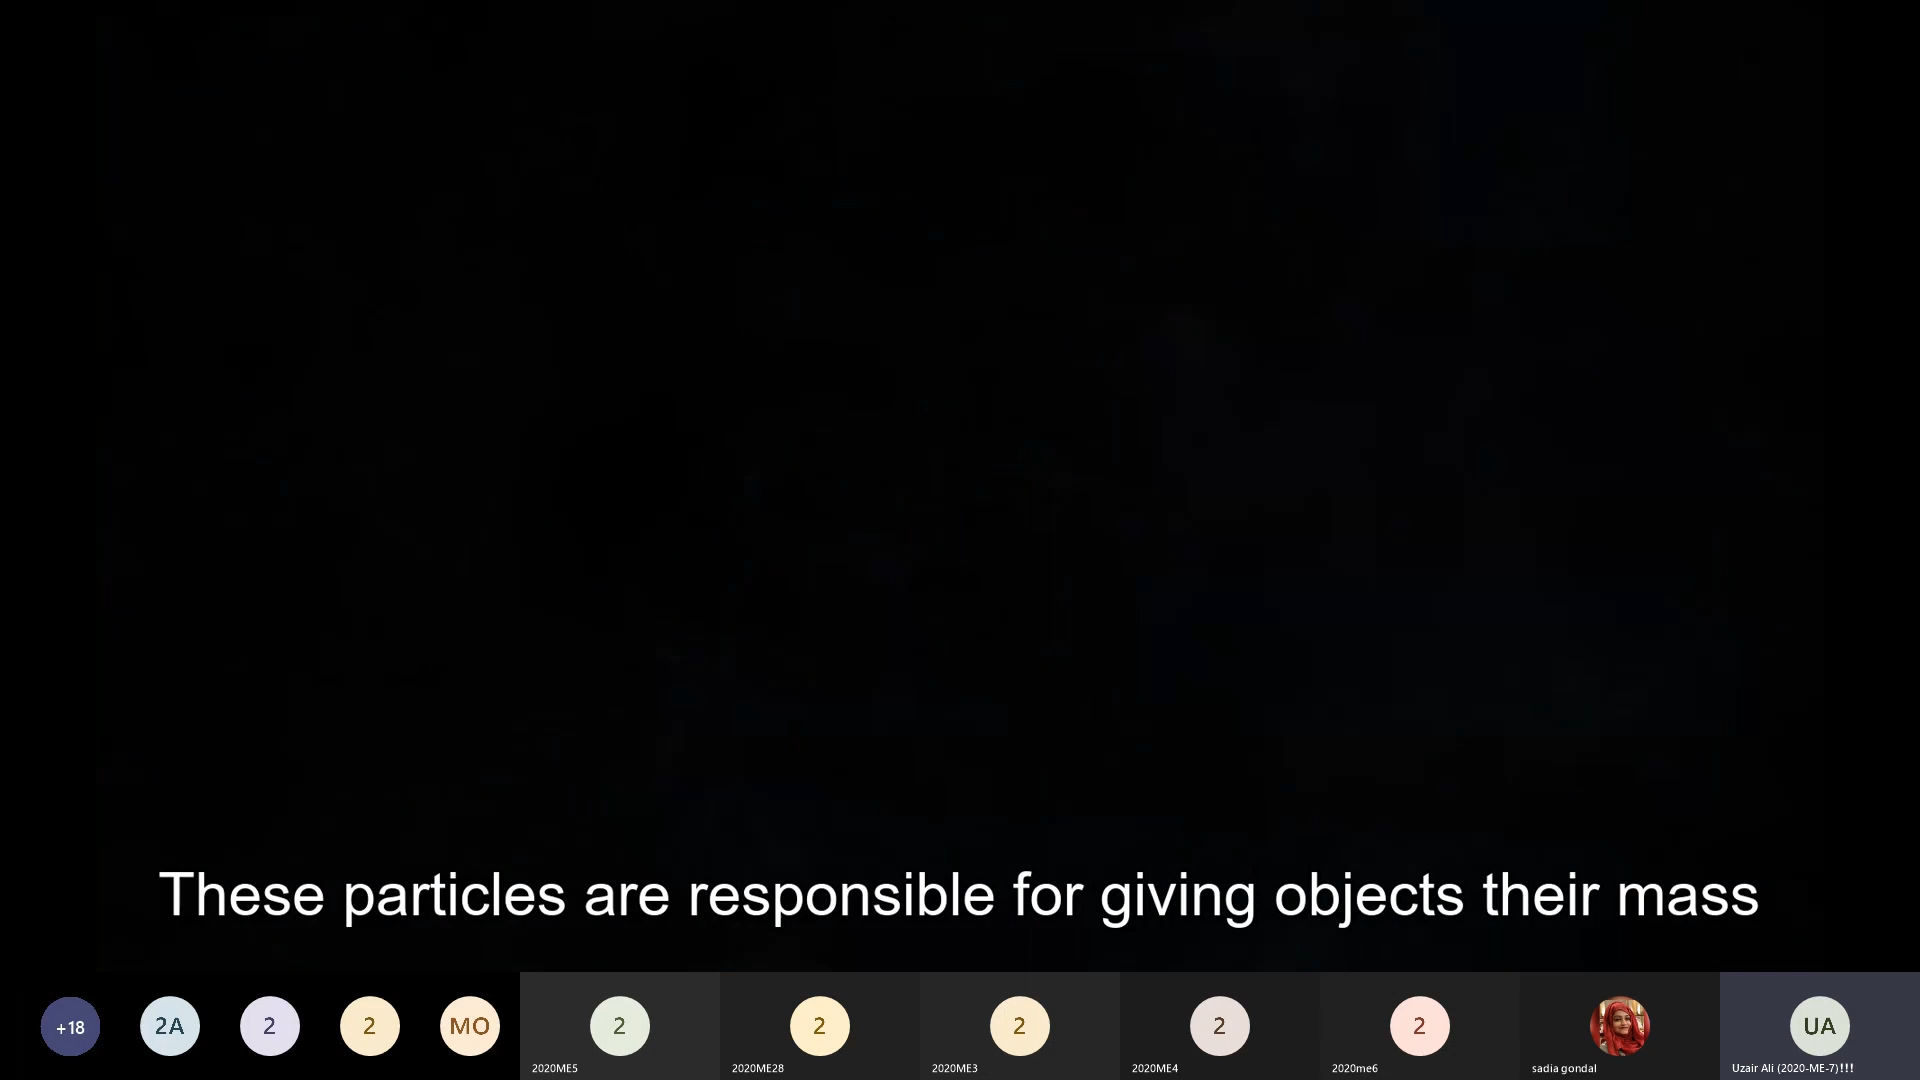 These particles are responsible for giving objects their mass
+18
2A
2
2
MO
2
2
2
2
2
UA
2020ME5
2020ME28
2020ME3
2020ME4
2020me6
sadia gondal
Uzair Ali (2020-ME-7)!!!